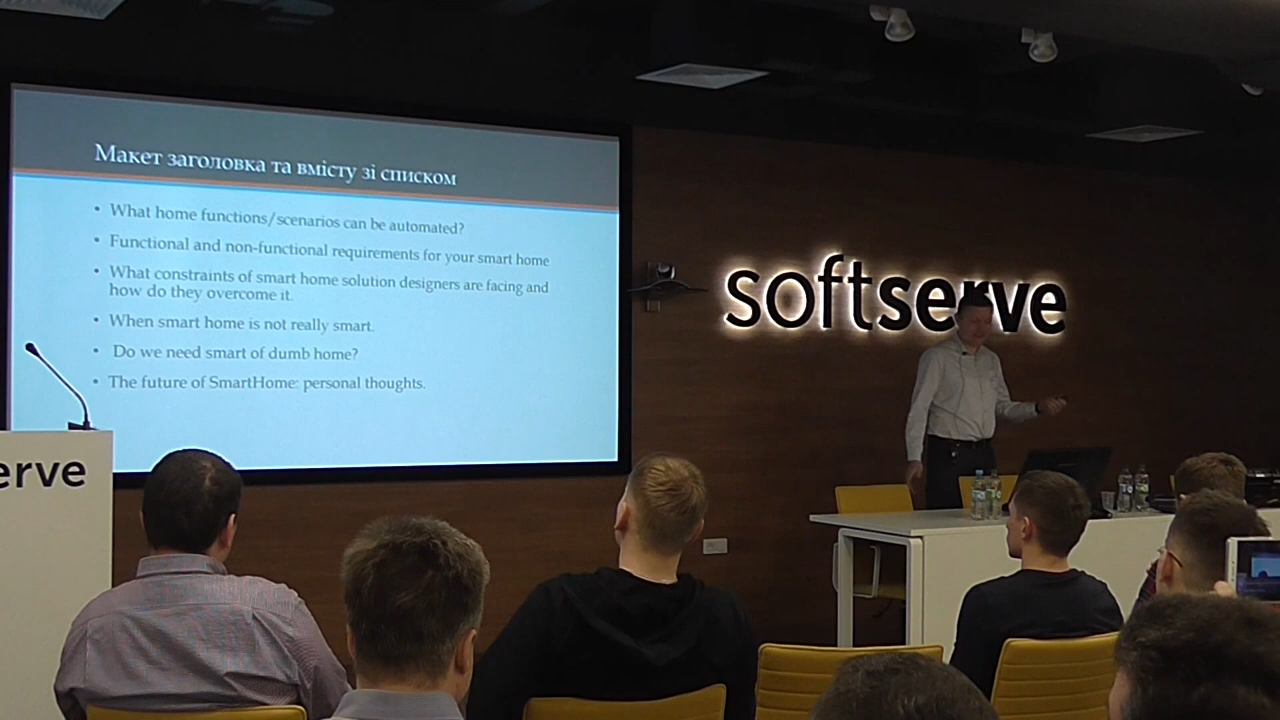 Макет заголовка та вмісту зі списком
• What home functions/scenarios can be automated?
• Functional and non-functional requirements for your smart home
• What constraints of smart home solution designers are facing and
how do they overcome it.
• When smart home is not really smart.
• Do we need smart of dumb home?
• The future of SmartHome: personal thoughts.
softserve
erve